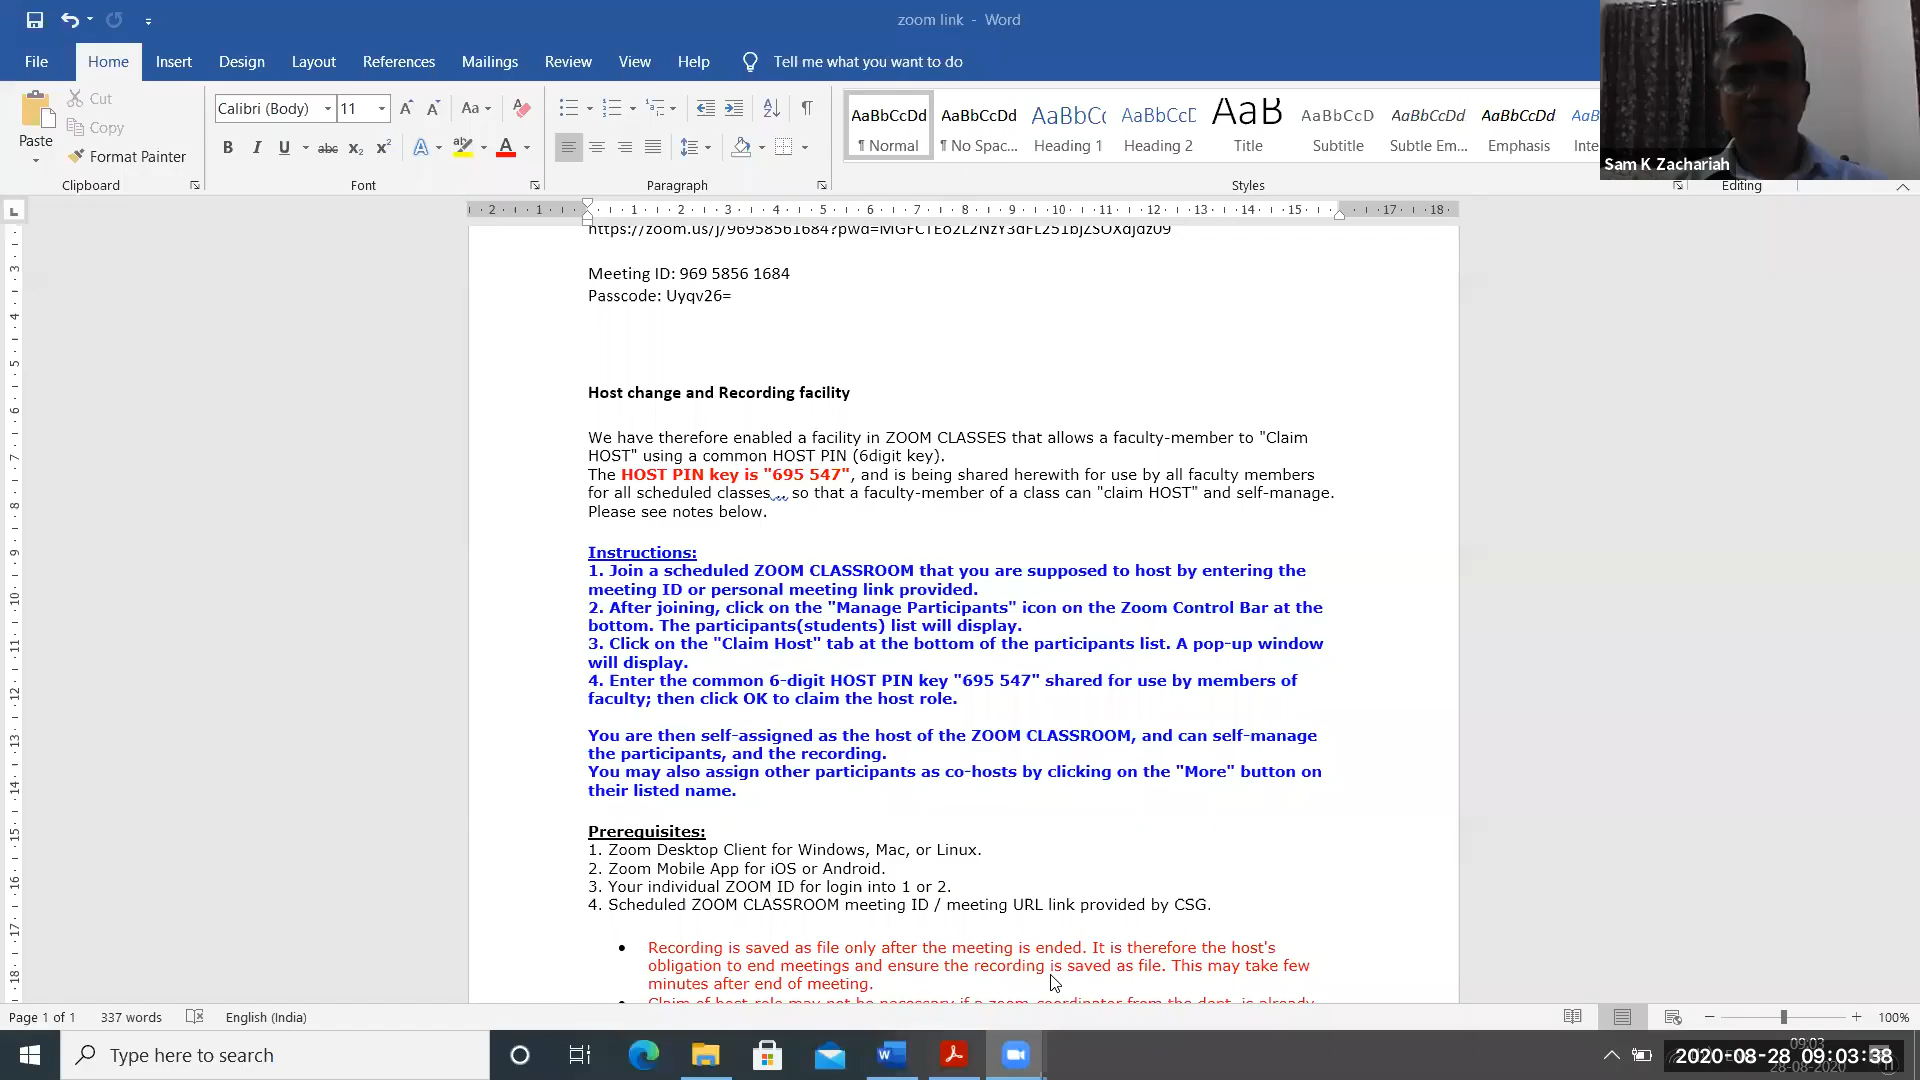 zoom link - Word
File Home Insert Design Layout References Mailings Review View Help Tell me what you want to do
Paste
Cut
Copy
Format Painter
Clipboard
Calibri (Body) 11
Font
Paragraph
AaBbCcDd ¶ Normal
AaBbCcDd ¶ No Spac...
AaBbCc Heading 1
AaBbCcC Heading 2
AaB Title
AaBbCcD Subtitle
AaBbCcDd Subtle Em...
AaBbCcDd Emphasis
Styles
Editing
Sam K Zachariah
Meeting ID: 969 5856 1684
Passcode: Uyqv26=
Host change and Recording facility
We have therefore enabled a facility in ZOOM CLASSES that allows a faculty-member to "Claim
HOST" using a common HOST PIN (6digit key).
The HOST PIN key is "695 547", and is being shared herewith for use by all faculty members
for all scheduled classes,.. so that a faculty-member of a class can "claim HOST" and self-manage.
Please see notes below.
Instructions:
1. Join a scheduled ZOOM CLASSROOM that you are supposed to host by entering the
meeting ID or personal meeting link provided.
2. After joining, click on the "Manage Participants" icon on the Zoom Control Bar at the
bottom. The participants(students) list will display.
3. Click on the "Claim Host" tab at the bottom of the participants list. A pop-up window
will display.
4. Enter the common 6-digit HOST PIN key "695 547" shared for use by members of
faculty; then click OK to claim the host role.
You are then self-assigned as the host of the ZOOM CLASSROOM, and can self-manage
the participants, and the recording.
You may also assign other participants as co-hosts by clicking on the "More" button on
their listed name.
Prerequisites:
1. Zoom Desktop Client for Windows, Mac, or Linux.
2. Zoom Mobile App for iOS or Android.
3. Your individual ZOOM ID for login into 1 or 2.
4. Scheduled ZOOM CLASSROOM meeting ID / meeting URL link provided by CSG.
• Recording is saved as file only after the meeting is ended. It is therefore the host's
obligation to end meetings and ensure the recording is saved as file. This may take few
minutes after end of meeting.
• Claim of host role may not be necessary if a zoom-coordinator from the dept. is already
Page 1 of 1 337 words English (India) 100%
Type here to search
2020-08-28 09:03:38